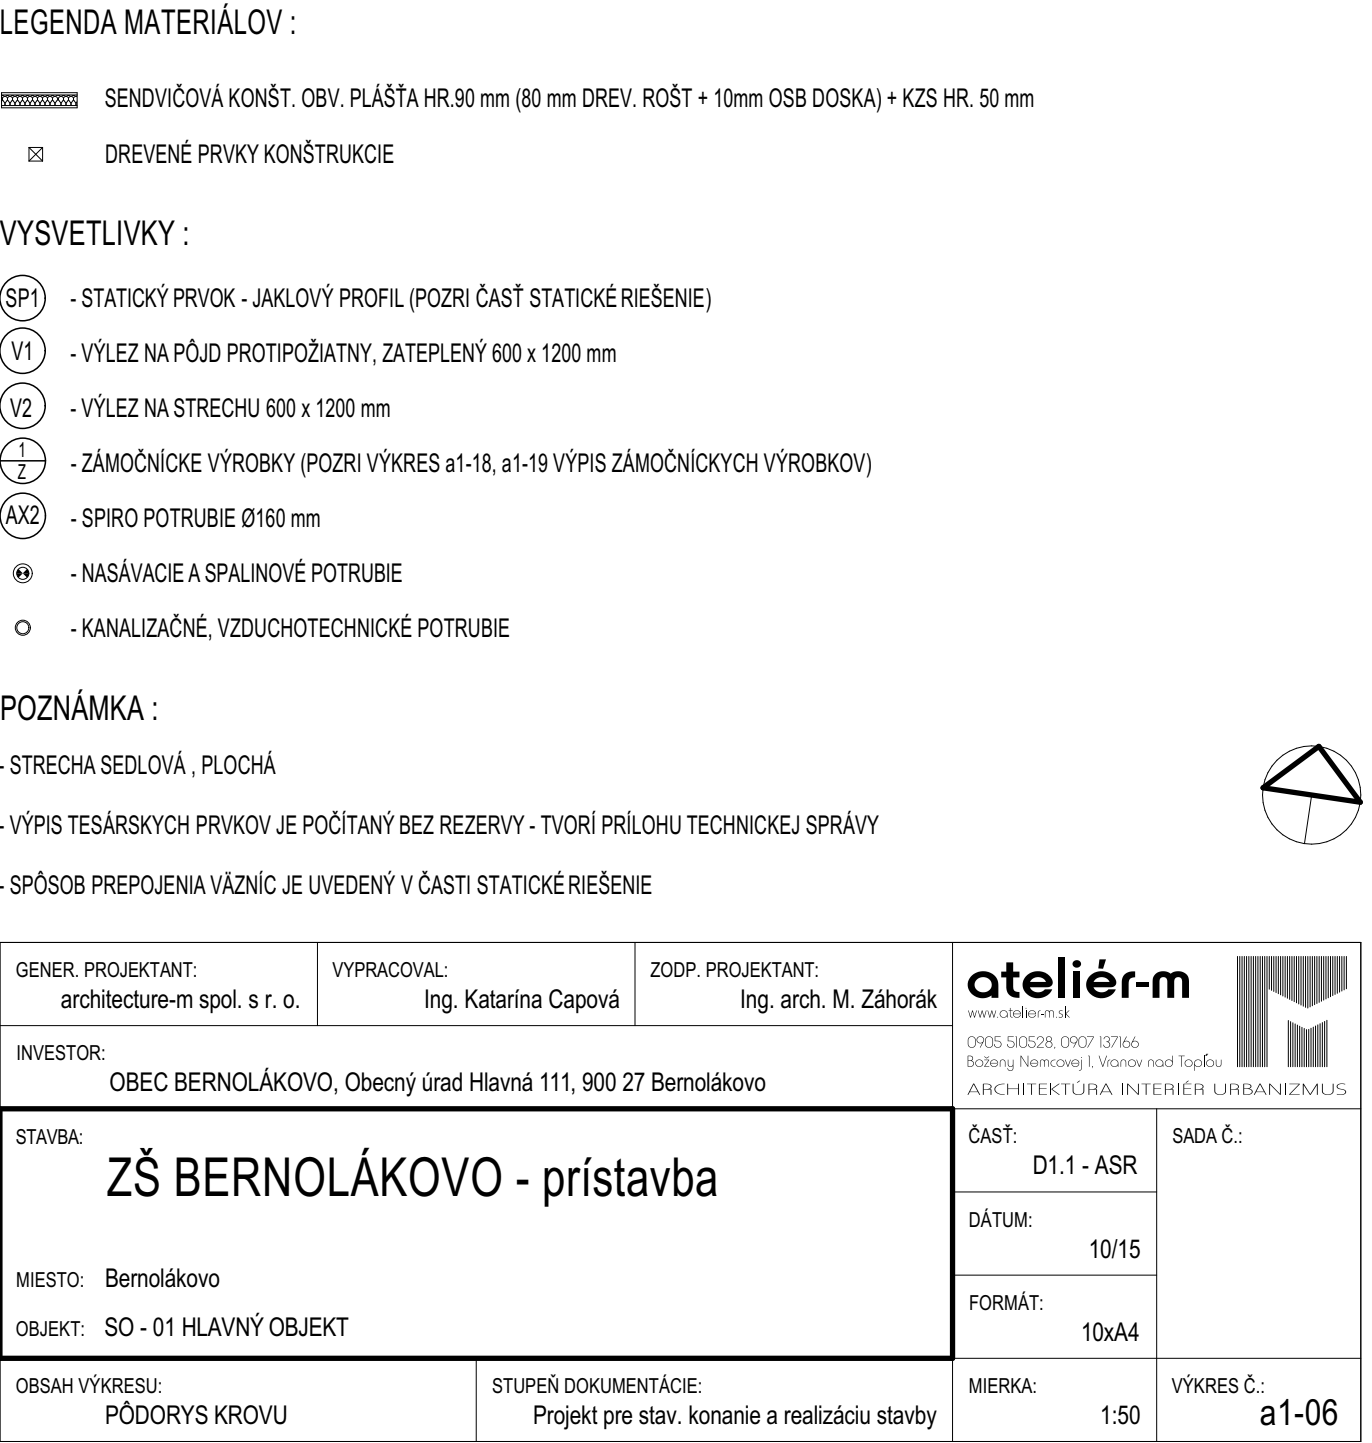 LEGENDA MATERIÁLOV :
SENDVIČOVÁ KONŠT. OBV. PLÁŠŤA HR.90 mm (80 mm DREV. ROŠT + 10mm OSB DOSKA) + KZS HR. 50 mm
DREVENÉ PRVKY KONŠTRUKCIE
VYSVETLIVKY :
SP1 - STATICKÝ PRVOK - JAKLOVÝ PROFIL (POZRI ČASŤ STATICKÉ RIEŠENIE)
V1 - VÝLEZ NA PÔJD PROTIPOŽIATNY, ZATEPLENÝ 600 x 1200 mm
V2 - VÝLEZ NA STRECHU 600 x 1200 mm
1
Z - ZÁMOČNÍCKE VÝROBKY (POZRI VÝKRES a1-18, a1-19 VÝPIS ZÁMOČNÍCKYCH VÝROBKOV)
AX2 - SPIRO POTRUBIE Ø160 mm
- NASÁVACIE A SPALINOVÉ POTRUBIE
- KANALIZAČNÉ, VZDUCHOTECHNICKÉ POTRUBIE
POZNÁMKA :
- STRECHA SEDLOVÁ , PLOCHÁ
- VÝPIS TESÁRSKYCH PRVKOV JE POČÍTANÝ BEZ REZERVY - TVORÍ PRÍLOHU TECHNICKEJ SPRÁVY
- SPÔSOB PREPOJENIA VÄZNÍC JE UVEDENÝ V ČASTI STATICKÉ RIEŠENIE
GENER. PROJEKTANT:
architecture-m spol. s r. o.
VYPRACOVAL:
Ing. Katarína Capová
ZODP. PROJEKTANT:
Ing. arch. M. Záhorák
ateliér-m
www.atelier-m.sk
0905 510528, 0907 137166
Boženy Nemcovej 1, Vranov nad Topľou
ARCHITEKTÚRA INTERIÉR URBANIZMUS
INVESTOR:
OBEC BERNOLÁKOVO, Obecný úrad Hlavná 111, 900 27 Bernolákovo
STAVBA:
ZŠ BERNOLÁKOVO - prístavba
MIESTO: Bernolákovo
OBJEKT: SO - 01 HLAVNÝ OBJEKT
ČASŤ:
D1.1 - ASR
SADA Č.:
DÁTUM:
10/15
FORMÁT:
10xA4
OBSAH VÝKRESU:
PÔDORYS KROVU
STUPEŇ DOKUMENTÁCIE:
Projekt pre stav. konanie a realizáciu stavby
MIERKA:
1:50
VÝKRES Č.:
a1-06